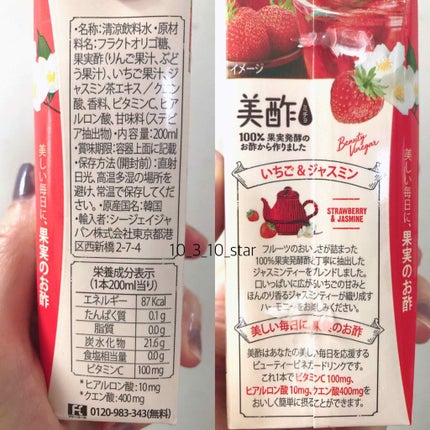 ・名称:清涼飲料水・原材
料名:フラクトオリゴ糖、
果実酢(りんご果汁、ぶど
う果汁)、いちご果汁、ジャ
スミン茶エキス/クエン
酸、香料、ビタミンC、ヒア
ルロン酸、甘味料(ステビ
ア抽出物)・内容量:200ml
・賞味期限:容器上面に記載
・保存方法(開封前):直射
日光、高温多湿の場所を
避け、常温で保存してくだ
さい。・原産国名:韓国
・輸入者:シージェイジャ
パン株式会社東京都港
区西新橋2-7-4
栄養成分表示
(1本200ml当り)
エネルギー 87 Kcal
たんぱく質 0.1 g
脂質 0.0 g
炭水化物 21.6 g
食塩相当量 0.0 g
ビタミンC 100 mg
*ヒアルロン酸:10mg
*クエン酸:400mg
0120-983-343(無料)
美しい毎日に、果実のお酢
10_3_10_star
イメージ
美酢
ミチョ
100%果実発酵の
お酢から作りました
Beauty Vinegar
いちご&ジャスミン
STRAWBERRY
& JASMINE
フルーツのおいしさが詰まった
100%果実発酵酢に丁寧に抽出した
ジャスミンティーをブレンドしました。
口いっぱいに広がるいちごの甘みと
ほんのり香るジャスミンティが織り成す
ハーモニーをお楽しみください。
美しい毎日に、果実のお酢
美酢はあなたの美しい毎日を応援する
ビューティービネガードリンクです。
これ1本でビタミンC 100mg、
ヒアルロン酸 10mg、クエン酸400mgを
おいしく簡単に摂ることができます。